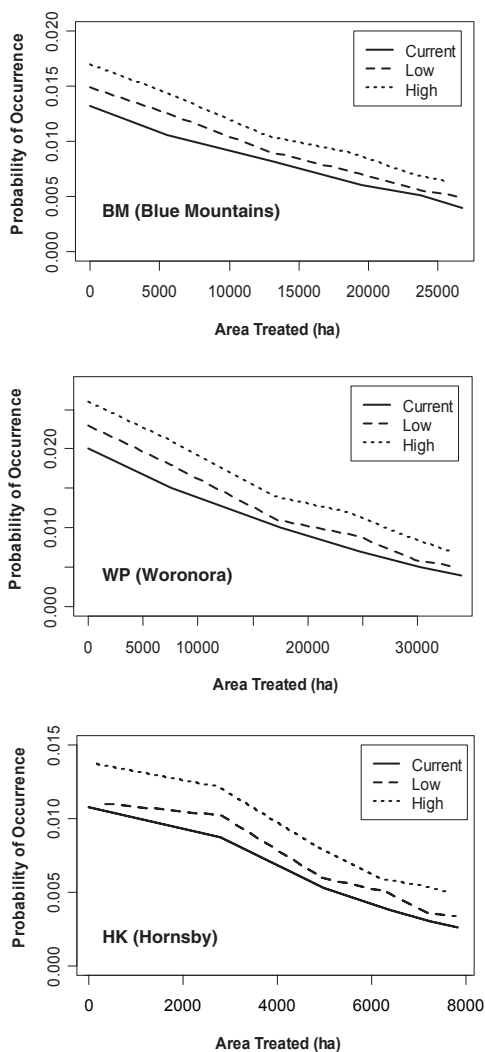 0.020
0.015
0.010
0.005
0.000
Probability of Occurrence
Current
Low
High
BM (Blue Mountains)
0 5000 10000 15000 20000 25000
Area Treated (ha)
0.020
0.010
0.000
Probability of Occurrence
Current
Low
High
WP (Woronora)
0 5000 10000 20000 30000
Area Treated (ha)
0.015
0.010
0.005
0.000
Probability of Occurrence
Current
Low
High
HK (Hornsby)
0 2000 4000 6000 8000
Area Treated (ha)